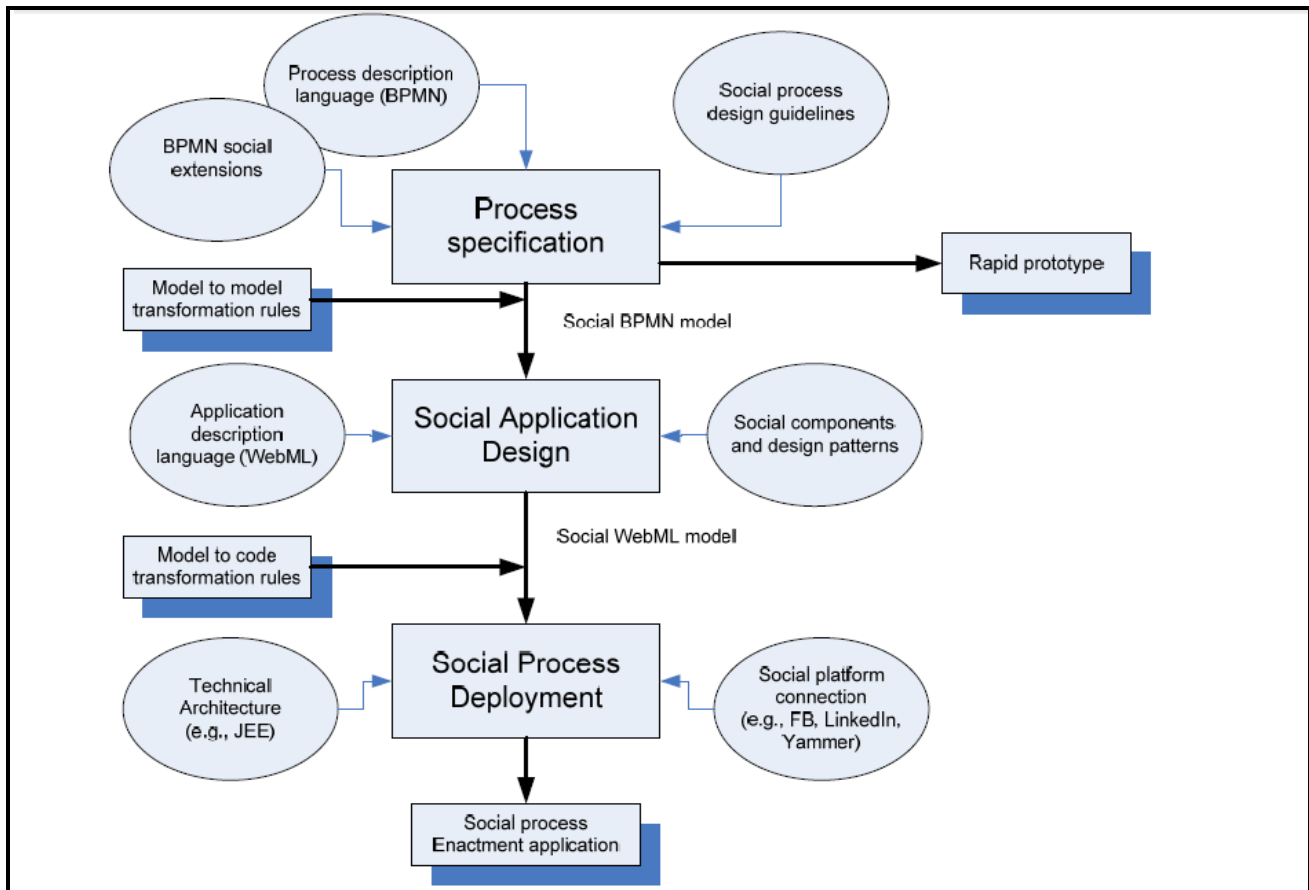 Process description
language (BPMN)
Social process
design guidelines
BPMN social
extensions
Process
specification
Rapid prototype
Model to model
transformation rules
Social BPMN model
Application
description
language (WebML)
Social Application
Design
Social components
and design patterns
Social WebML model
Model to code
transformation rules
Technical
Architecture
(e.g., JEE)
Social Process
Deployment
Social platform
connection
(e.g., FB, LinkedIn,
Yammer)
Social process
Enactment application